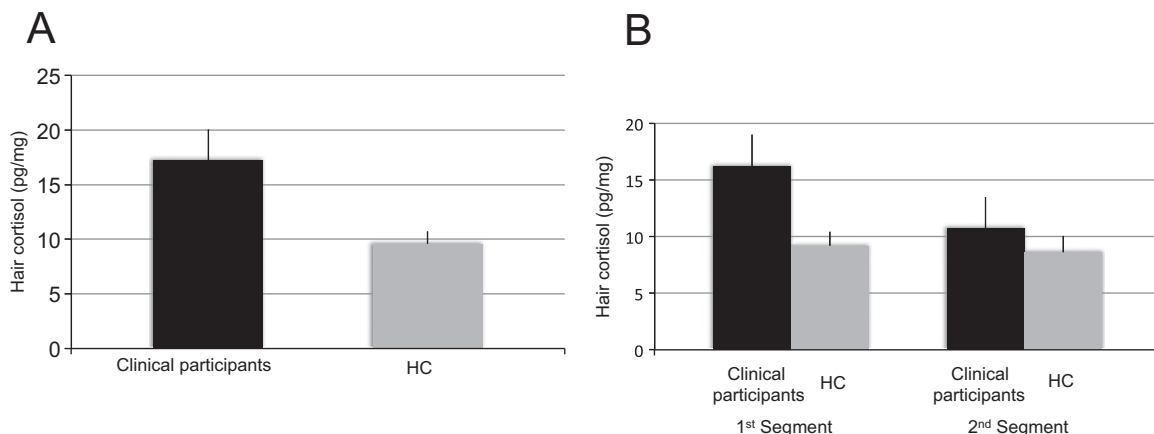 A
Hair cortisol (pg/mg)
25
20
15
10
5
0
Clinical participants
HC
B
Hair cortisol (pg/mg)
20
15
10
5
0
Clinical
participants
HC
Clinical
participants
HC
1st Segment
2nd Segment